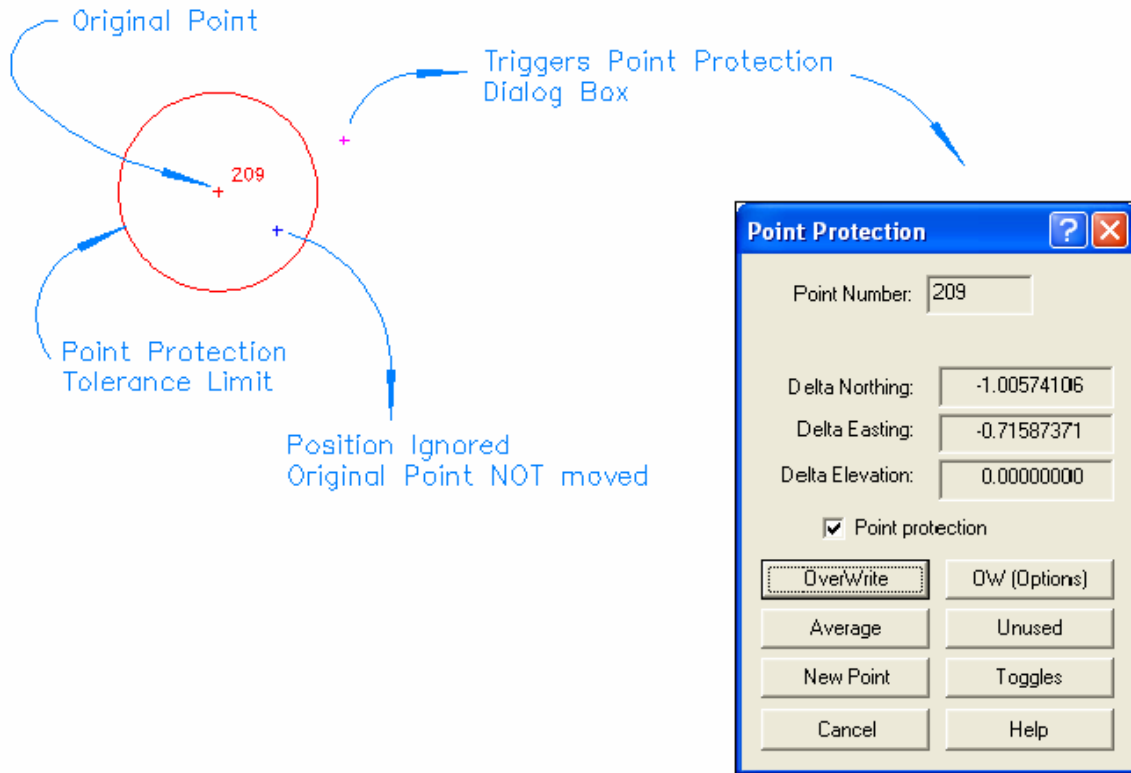 Original Point
Triggers Point Protection
Dialog Box
209
Point Protection
Tolerance Limit
Position Ignored
Original Point NOT moved
Point Protection
?
Point Number: 209
Delta Northing: -1.00574106
Delta Easting: -0.71587371
Delta Elevation: 0.00000000
Point protection
OverWrite OW (Options)
Average Unused
New Point Toggles
Cancel Help